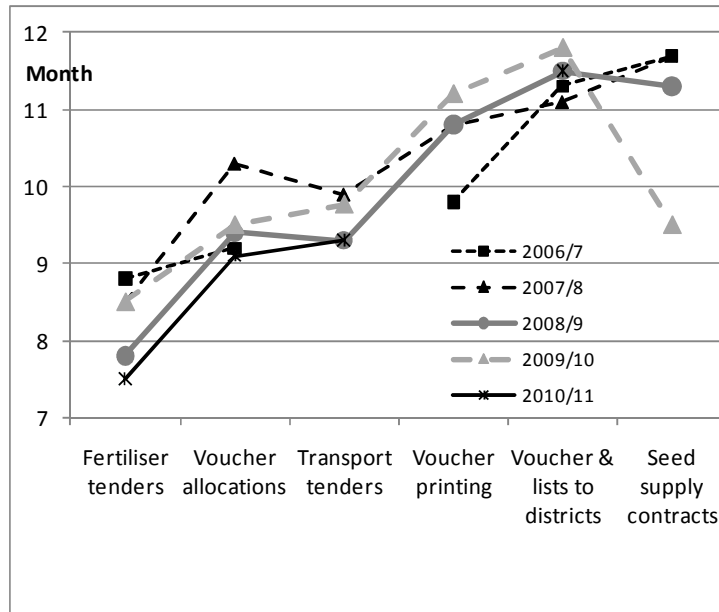 12
Month
11
10
9
8
7
2006/7
2007/8
2008/9
2009/10
2010/11
Fertiliser tenders
Voucher allocations
Transport tenders
Voucher printing
Voucher & lists to districts
Seed supply contracts